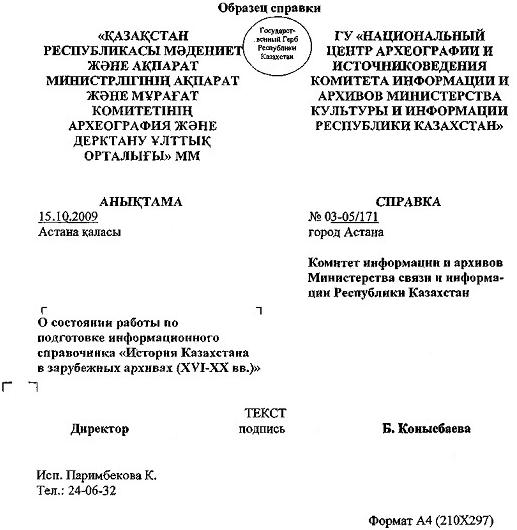 Образец справки
«ҚАЗАҚСТАН
РЕСПУБЛИКАСЫ МӘДЕНИЕТ
ЖӘНЕ АҚПАРАТ
МИНИСТРЛІГІНІҢ АҚПАРАТ
ЖӘНЕ МҰРАҒАТ
КОМИТЕТІНІҢ
АРХЕОГРАФИЯ ЖӘНЕ
ДЕРКТАНУ ҰЛТТЫҚ
ОРТАЛЫҒЫ» ММ
Государст-
венный Герб
Республики
Казахстан
ГУ «НАЦИОНАЛЬНЫЙ
ЦЕНТР АРХЕОГРАФИИ И
ИСТОЧНИКОВЕДЕНИЯ
КОМИТЕТА ИНФОРМАЦИИ И
АРХИВОВ МИНИСТЕРСТВА
КУЛЬТУРЫ И ИНФОРМАЦИИ
РЕСПУБЛИКИ КАЗАХСТАН»
АНЫҚТАМА
15.10.2009
Астана қаласы
СПРАВКА
№ 03-05/171
город Астана
Комитет информации и архивов
Министерства связи и информа-
ции Республики Казахстан
О состоянии работы по
подготовке информационного
справочника «История Казахстана
в зарубежных архивах (XVI-XX вв.)»
ТЕКСТ
Директор подпись Б. Конысбаева
Исп. Паримбекова К.
Тел.: 24-06-32
Формат А4 (210Х297)